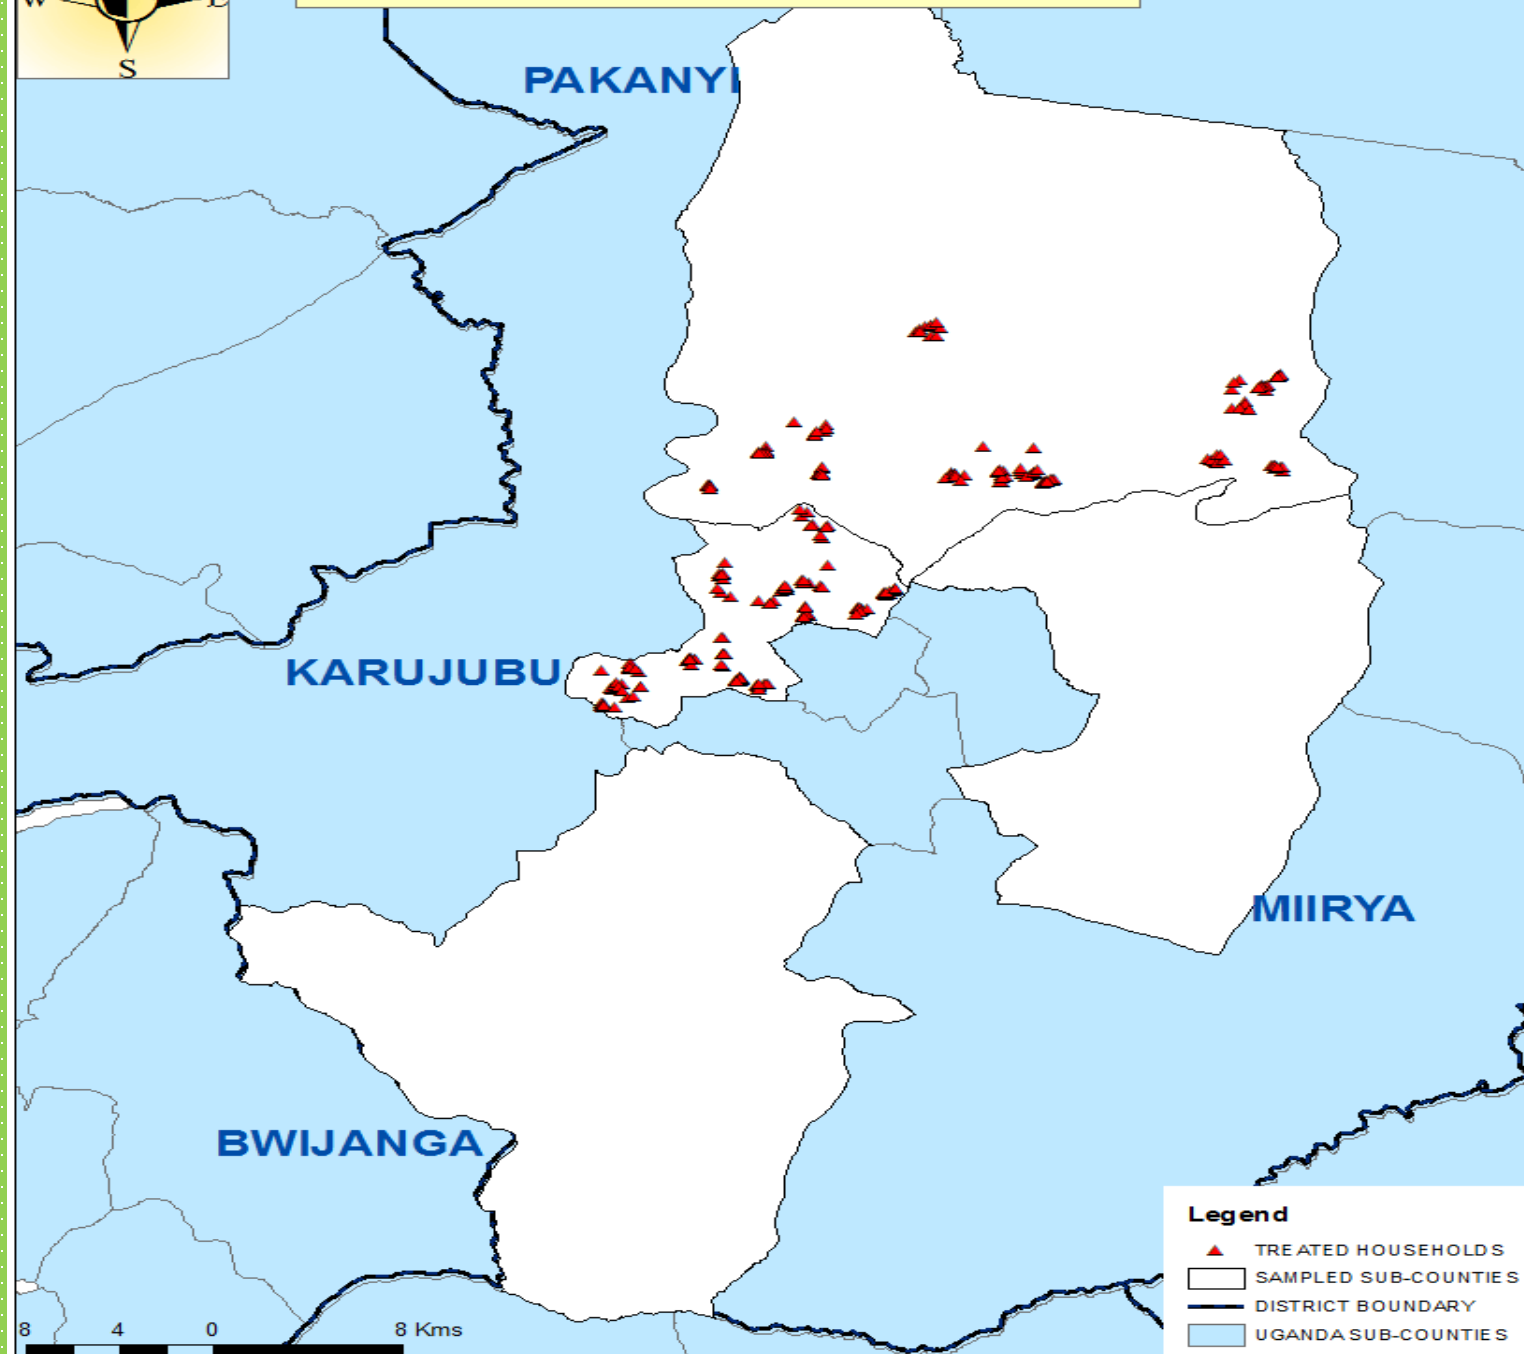 S
PAKANYI
KARUJUBU
MIIRYA
BWIJANGA
Legend
TREATED HOUSEHOLDS
SAMPLED SUB-COUNTIES
DISTRICT BOUNDARY
UGANDA SUB-COUNTIES
8 4 0 8 Kms